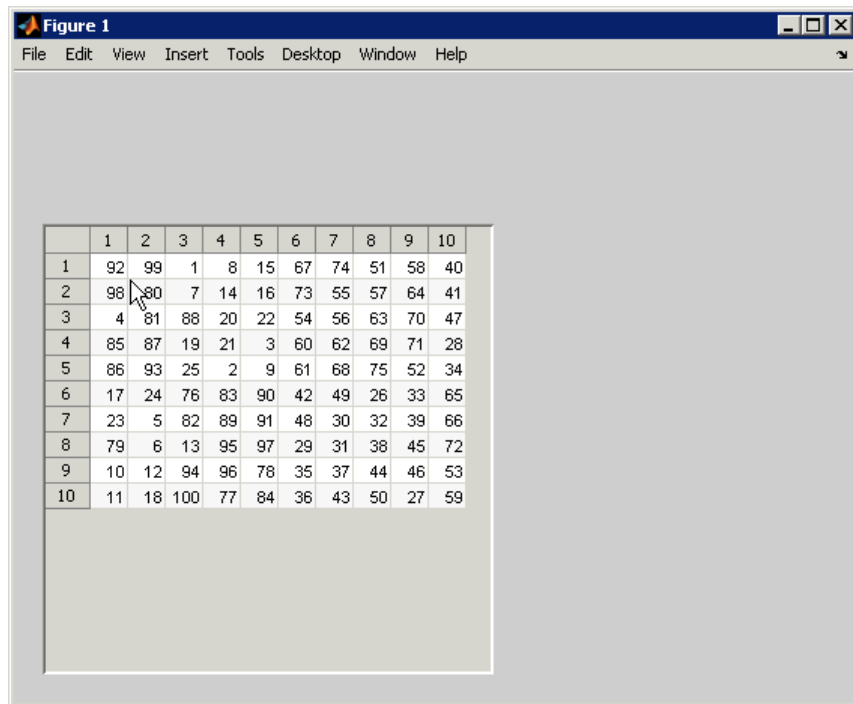 Figure 1
File Edit View Insert Tools Desktop Window Help
1 2 3 4 5 6 7 8 9 10
1 92 99 1 8 15 67 74 51 58 40
2 98 80 7 14 16 73 55 57 64 41
3 4 81 88 20 22 54 56 63 70 47
4 85 87 19 21 3 60 62 69 71 28
5 86 93 25 2 9 61 68 75 52 34
6 17 24 76 83 90 42 49 26 33 65
7 23 5 82 89 91 48 30 32 39 66
8 79 6 13 95 97 29 31 38 45 72
9 10 12 94 96 78 35 37 44 46 53
10 11 18 100 77 84 36 43 50 27 59